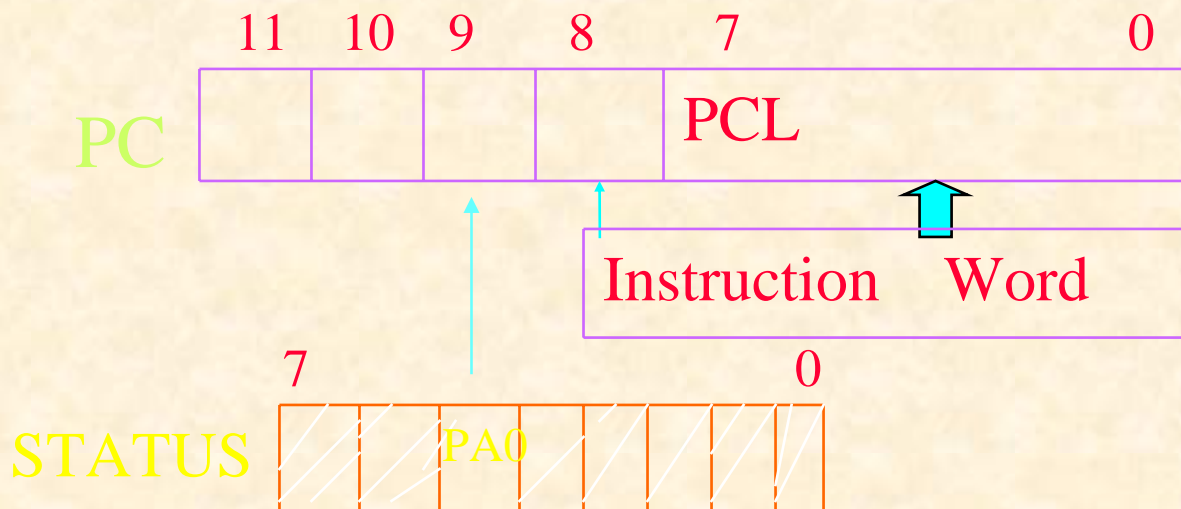 11 10 9 8 7 0
PC PCL
Instruction Word
7 0
STATUS PA0